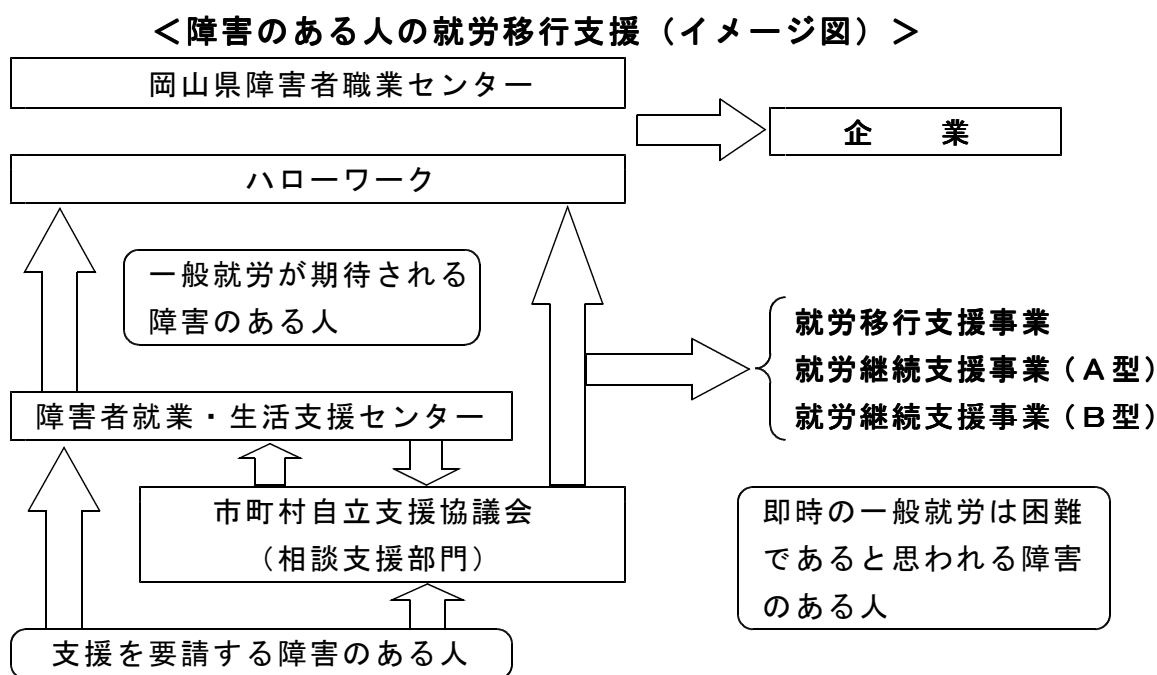 ＜障害のある人の就労移行支援（イメージ図）＞
岡山県障害者職業センター
企　　業
ハローワーク
一般就労が期待される
障害のある人
就労移行支援事業
就労継続支援事業（Ａ型）
就労継続支援事業（Ｂ型）
障害者就業・生活支援センター
市町村自立支援協議会
（相談支援部門）
即時の一般就労は困難
であると思われる障害
のある人
支援を要請する障害のある人